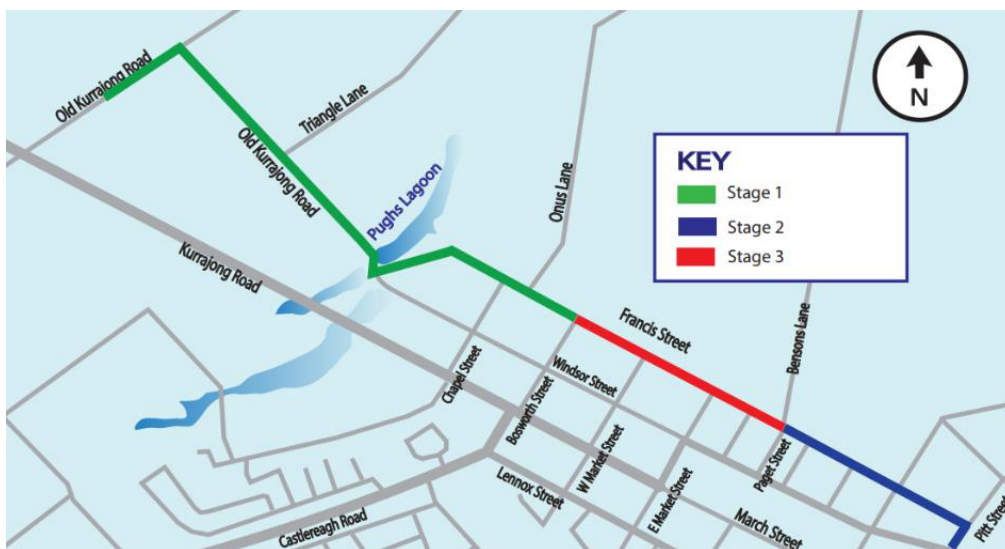 Old Kurrajong Road
Triangle Lane
Old Kurrajong Road
Pughs Lagoon
Onus Lane
N
KEY
Stage 1
Stage 2
Stage 3
Kurrajong Road
Francis Street
Bensons Lane
Chapel Street
Windsor Street
Bosworth Street
W Market Street
Paget Street
Lennox Street
E Market Street
March Street
Pitt Street
Castlereagh Road